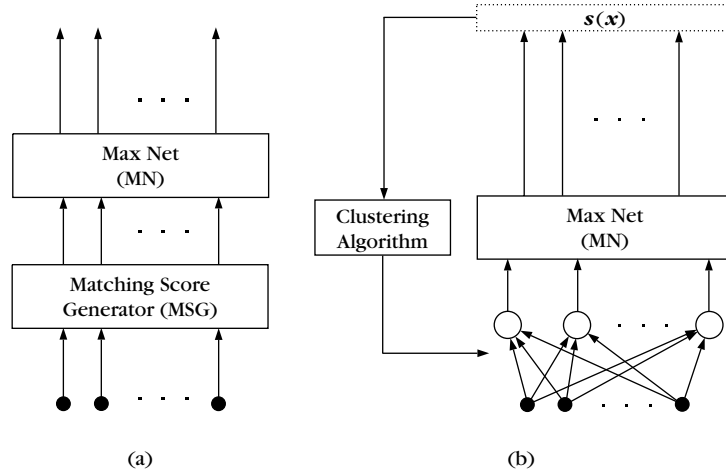 Max Net
(MN)
Matching Score
Generator (MSG)
(a)
s(x)
Clustering
Algorithm
Max Net
(MN)
(b)